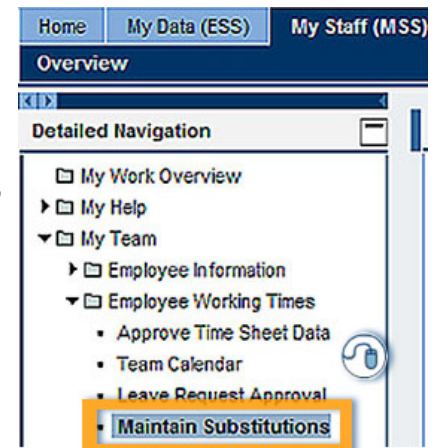 Home My Data (ESS) My Staff (MSS)
Overview
Detailed Navigation
My Work Overview
My Help
My Team
Employee Information
Employee Working Times
Approve Time Sheet Data
Team Calendar
Leave Request Approval
Maintain Substitutions